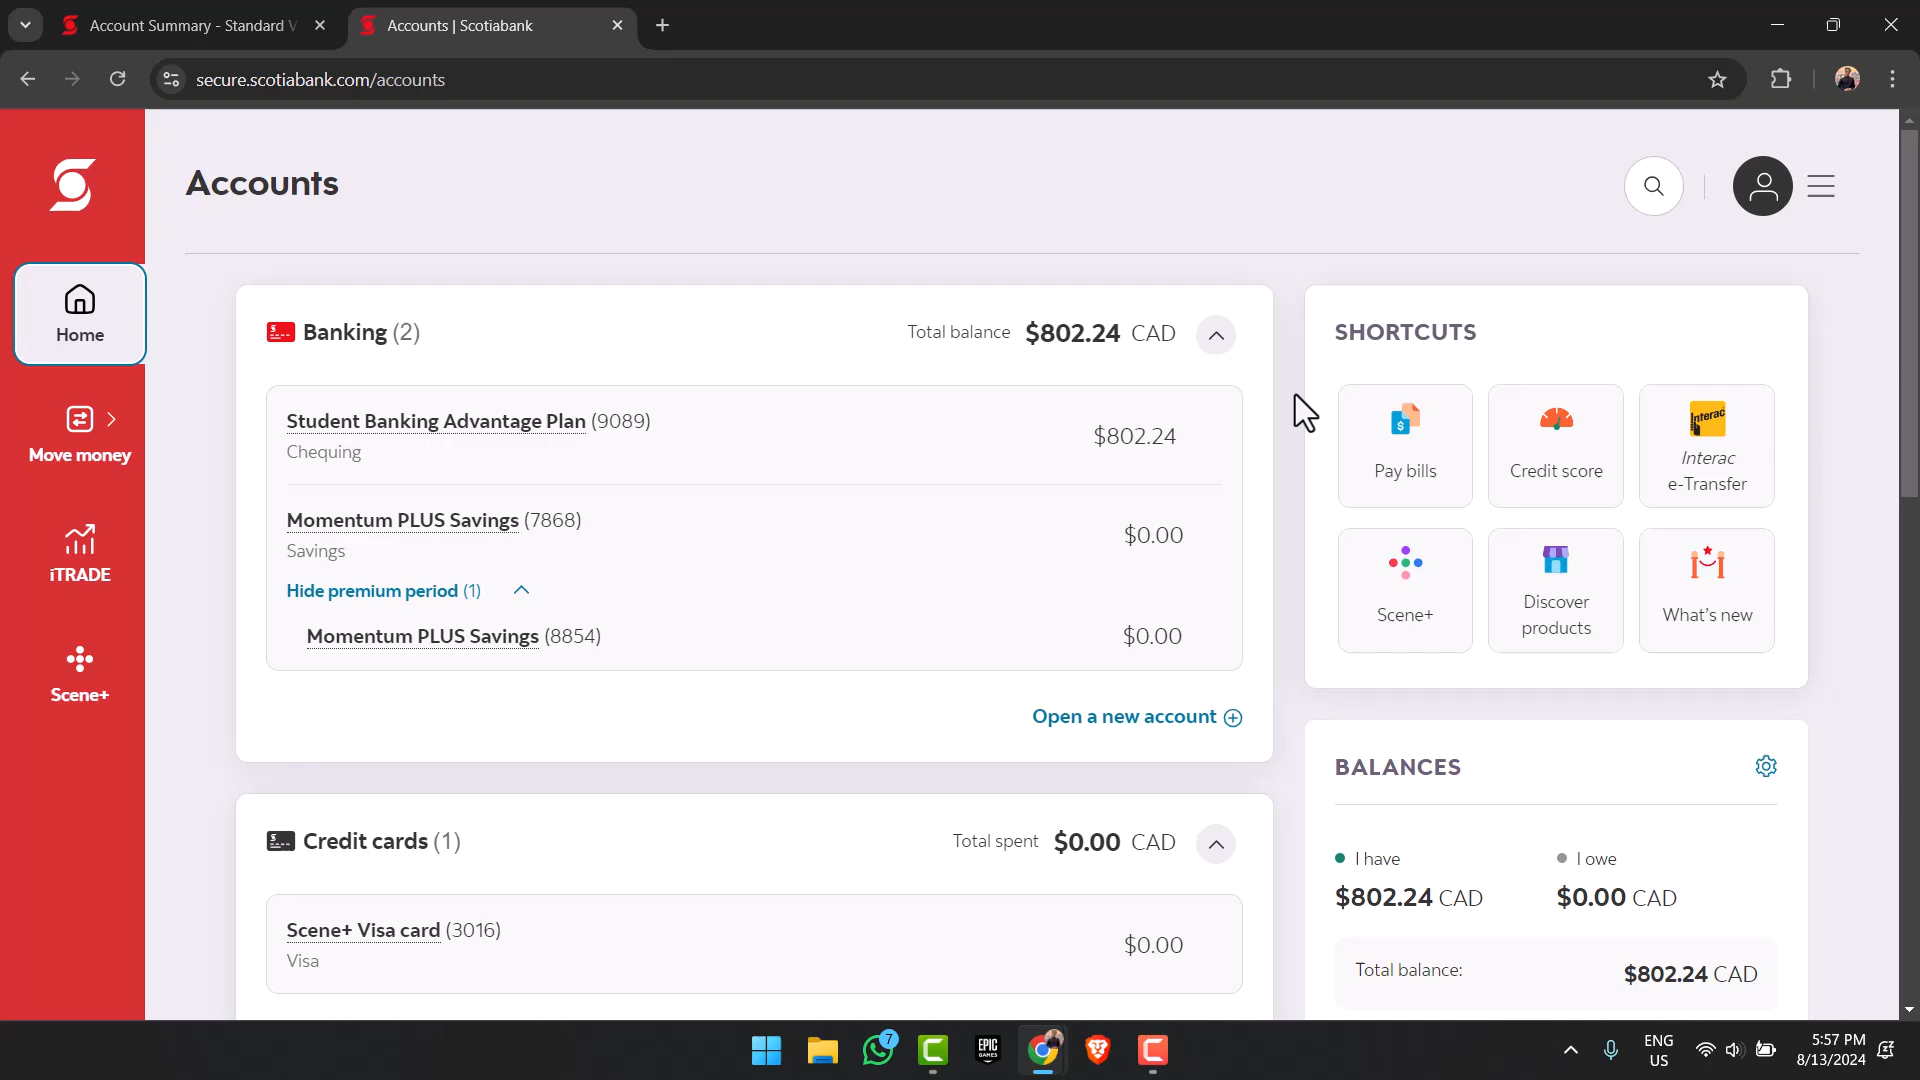 Account Summary - Standard V
Accounts | Scotiabank
secure.scotiabank.com/accounts
Accounts
Home
Move money
iTRADE
Scene+
Banking (2)
Total balance $802.24 CAD
Student Banking Advantage Plan (9089)
Chequing
$802.24
Momentum PLUS Savings (7868)
Savings
$0.00
Hide premium period (1)
Momentum PLUS Savings (8854)
$0.00
Open a new account
Credit cards (1)
Total spent $0.00 CAD
Scene+ Visa card (3016)
Visa
$0.00
SHORTCUTS
Pay bills
Credit score
Interac
Interac
e-Transfer
Scene+
Discover
products
What's new
BALANCES
I have
$802.24 CAD
I owe
$0.00 CAD
Total balance:
$802.24 CAD
7
EPIC
GAMES
ENG
US
5:57 PM
8/13/2024